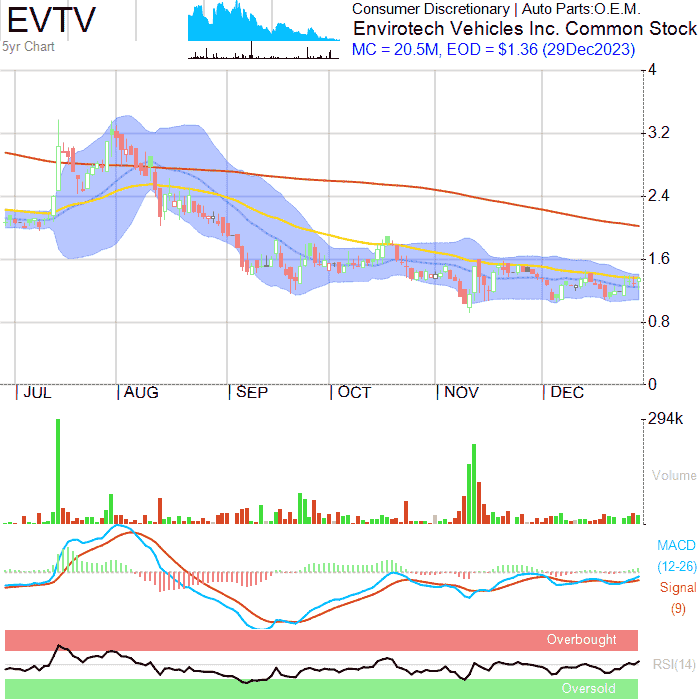 EVTV
5yr Chart
Consumer Discretionary | Auto Parts:O.E.M.
Envirotech Vehicles Inc. Common Stock
MC = 20.5M, EOD = $1.36 (29Dec2023)
4
3.2
2.4
1.6
0.8
0
JUL AUG SEP OCT NOV DEC
294k
Volume
MACD
(12-26)
Signal
(9)
Overbought
RSI(14)
Oversold